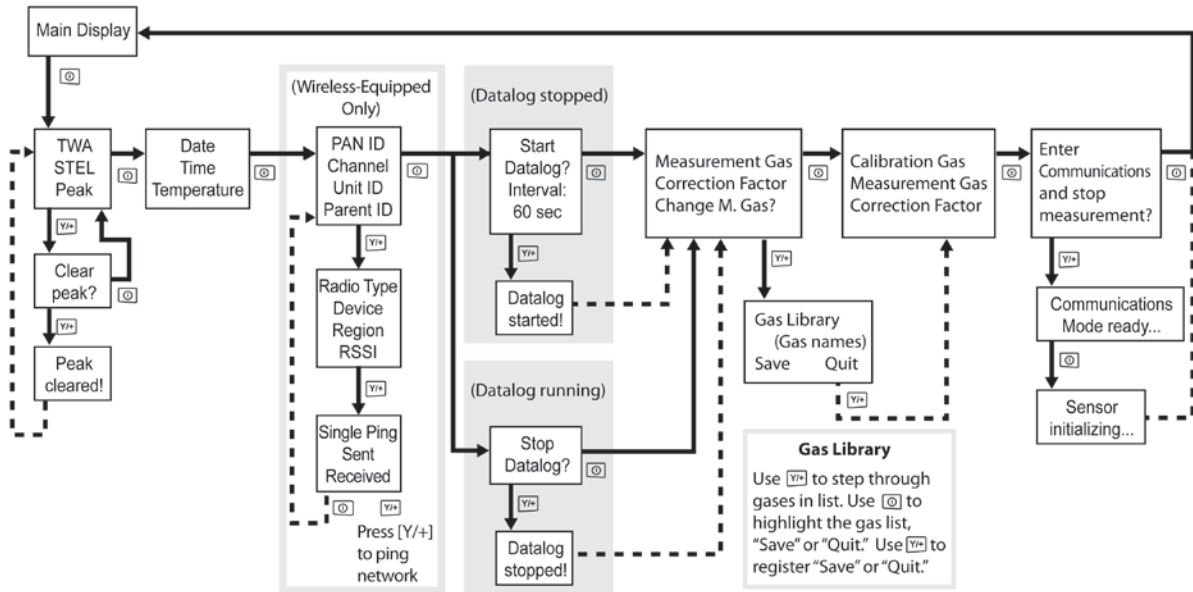 Main Display
TWA
STEL
Peak
Y/+
Clear
peak?
Y/+
Peak
cleared!
Date
Time
Temperature
(Wireless-Equipped
Only)
PAN ID
Channel
Unit ID
Parent ID
Y/+
Radio Type
Device
Region
RSSI
Y/+
Single Ping
Sent
Received
Y/+
Press [Y/+]
to ping
network
(Datalog stopped)
Start
Datalog?
Interval:
60 sec
Y/+
Datalog
started!
(Datalog running)
Stop
Datalog?
Y/+
Datalog
stopped!
Measurement Gas
Correction Factor
Change M. Gas?
Y/+
Gas Library
(Gas names)
Save Quit
Y/+
Calibration Gas
Measurement Gas
Correction Factor
Enter
Communications
and stop
measurement?
Y/+
Communications
Mode ready...
Sensor
initializing...
Gas Library
Use Y/+ to step through
gases in list. Use to
highlight the gas list,
“Save” or “Quit.” Use Y/+ to
register “Save” or “Quit.”